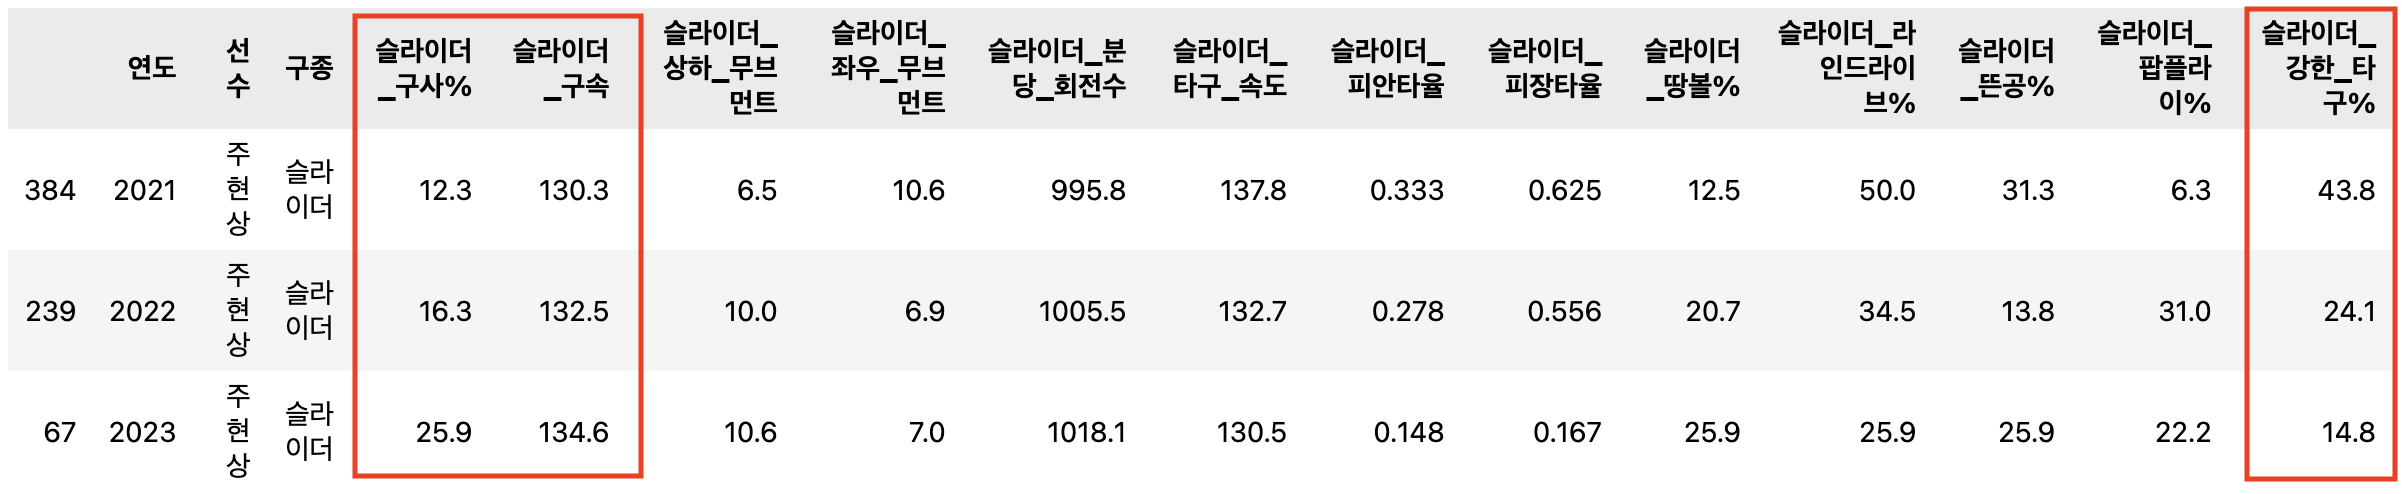 연도 선수 구종 슬라이더_구사% 슬라이더_구속 슬라이더_상하_무브먼트 슬라이더_좌우_무브먼트 슬라이더_분당_회전수 슬라이더_타구_속도 슬라이더_피안타율 슬라이더_피장타율 슬라이더_땅볼% 슬라이더_라인드라이브% 슬라이더_뜬공% 슬라이더_팝플라이% 슬라이더_강한_타구%
384 2021 주현상 슬라이더 12.3 130.3 6.5 10.6 995.8 137.8 0.333 0.625 12.5 50.0 31.3 6.3 43.8
239 2022 주현상 슬라이더 16.3 132.5 10.0 6.9 1005.5 132.7 0.278 0.556 20.7 34.5 13.8 31.0 24.1
67 2023 주현상 슬라이더 25.9 134.6 10.6 7.0 1018.1 130.5 0.148 0.167 25.9 25.9 25.9 22.2 14.8